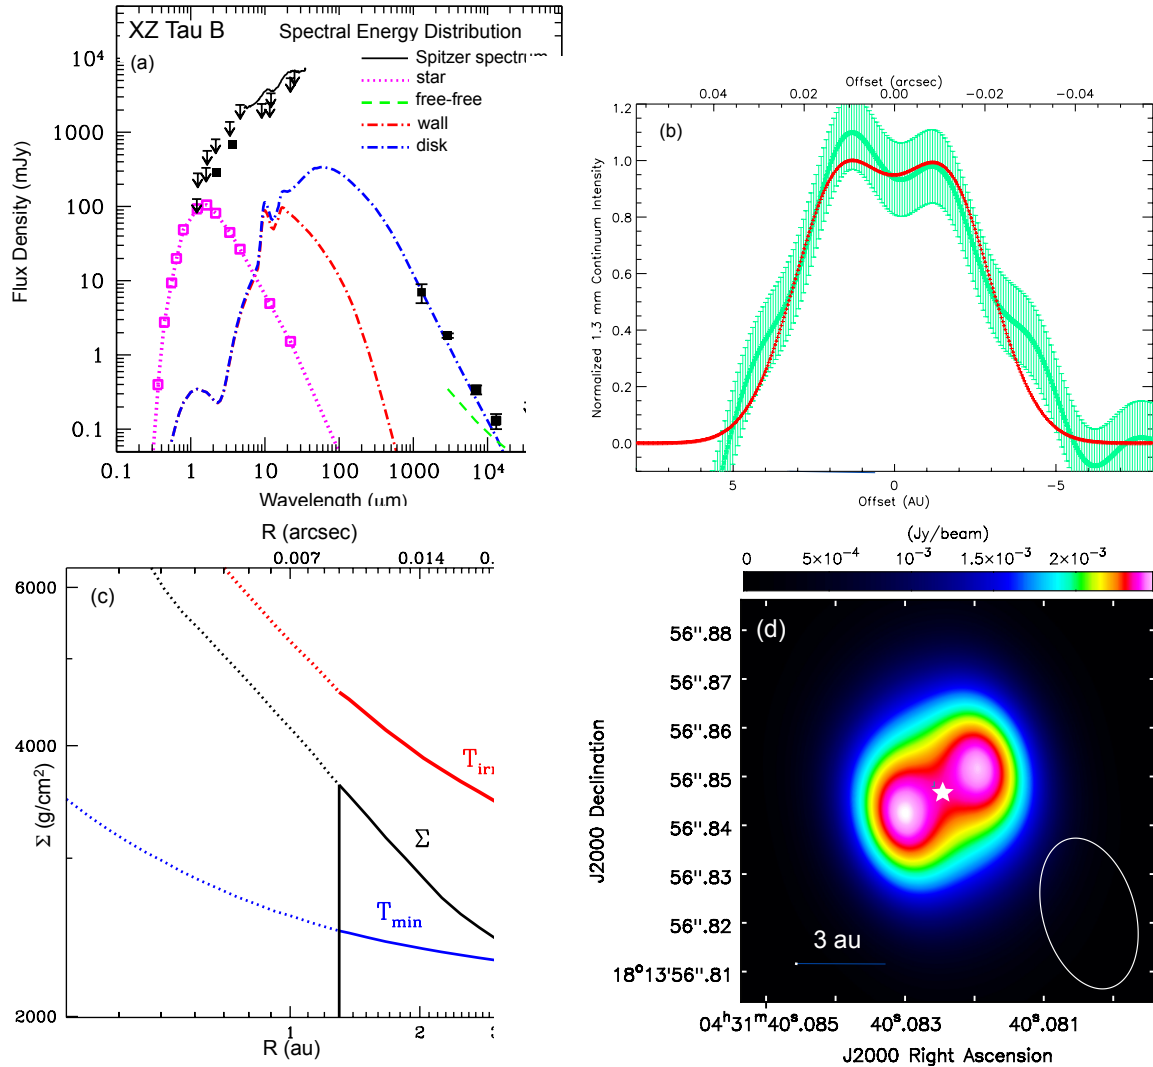 XZ Tau B
Spectral Energy Distribution
(a)
Spitzer spectrum
star
free-free
wall
disk
10⁴
1000
100
10
1
0.1
Flux Density (mJy)
0.1 1 10 100 1000 10⁴
Wavelength (μm)
Offset (arcsec)
0.04 0.02 0.00 −0.02 −0.04
(b)
1.2
1.0
0.8
0.6
0.4
0.2
0.0
Normalized 1.3 mm Continuum Intensity
5 0 −5
Offset (AU)
R (arcsec)
0.007 0.014 0.
(c)
6000
4000
2000
Σ (g/cm²)
T_irr
Σ
T_min
1 2
R (au)
(Jy/beam)
0 5×10⁻⁴ 10⁻³ 1.5×10⁻³ 2×10⁻³
(d)
56".88
56".87
56".86
56".85
56".84
56".83
56".82
18°13'56".81
J2000 Declination
3 au
04ʰ31ᵐ40ˢ.085 40ˢ.083 40ˢ.081
J2000 Right Ascension